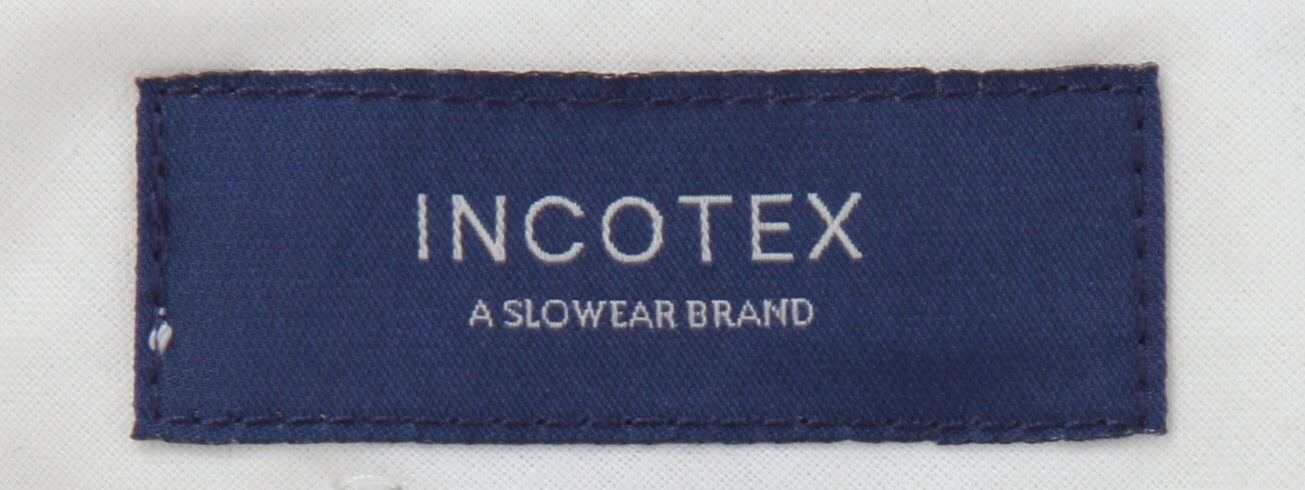 INCOTEX
A SLOWEAR BRAND